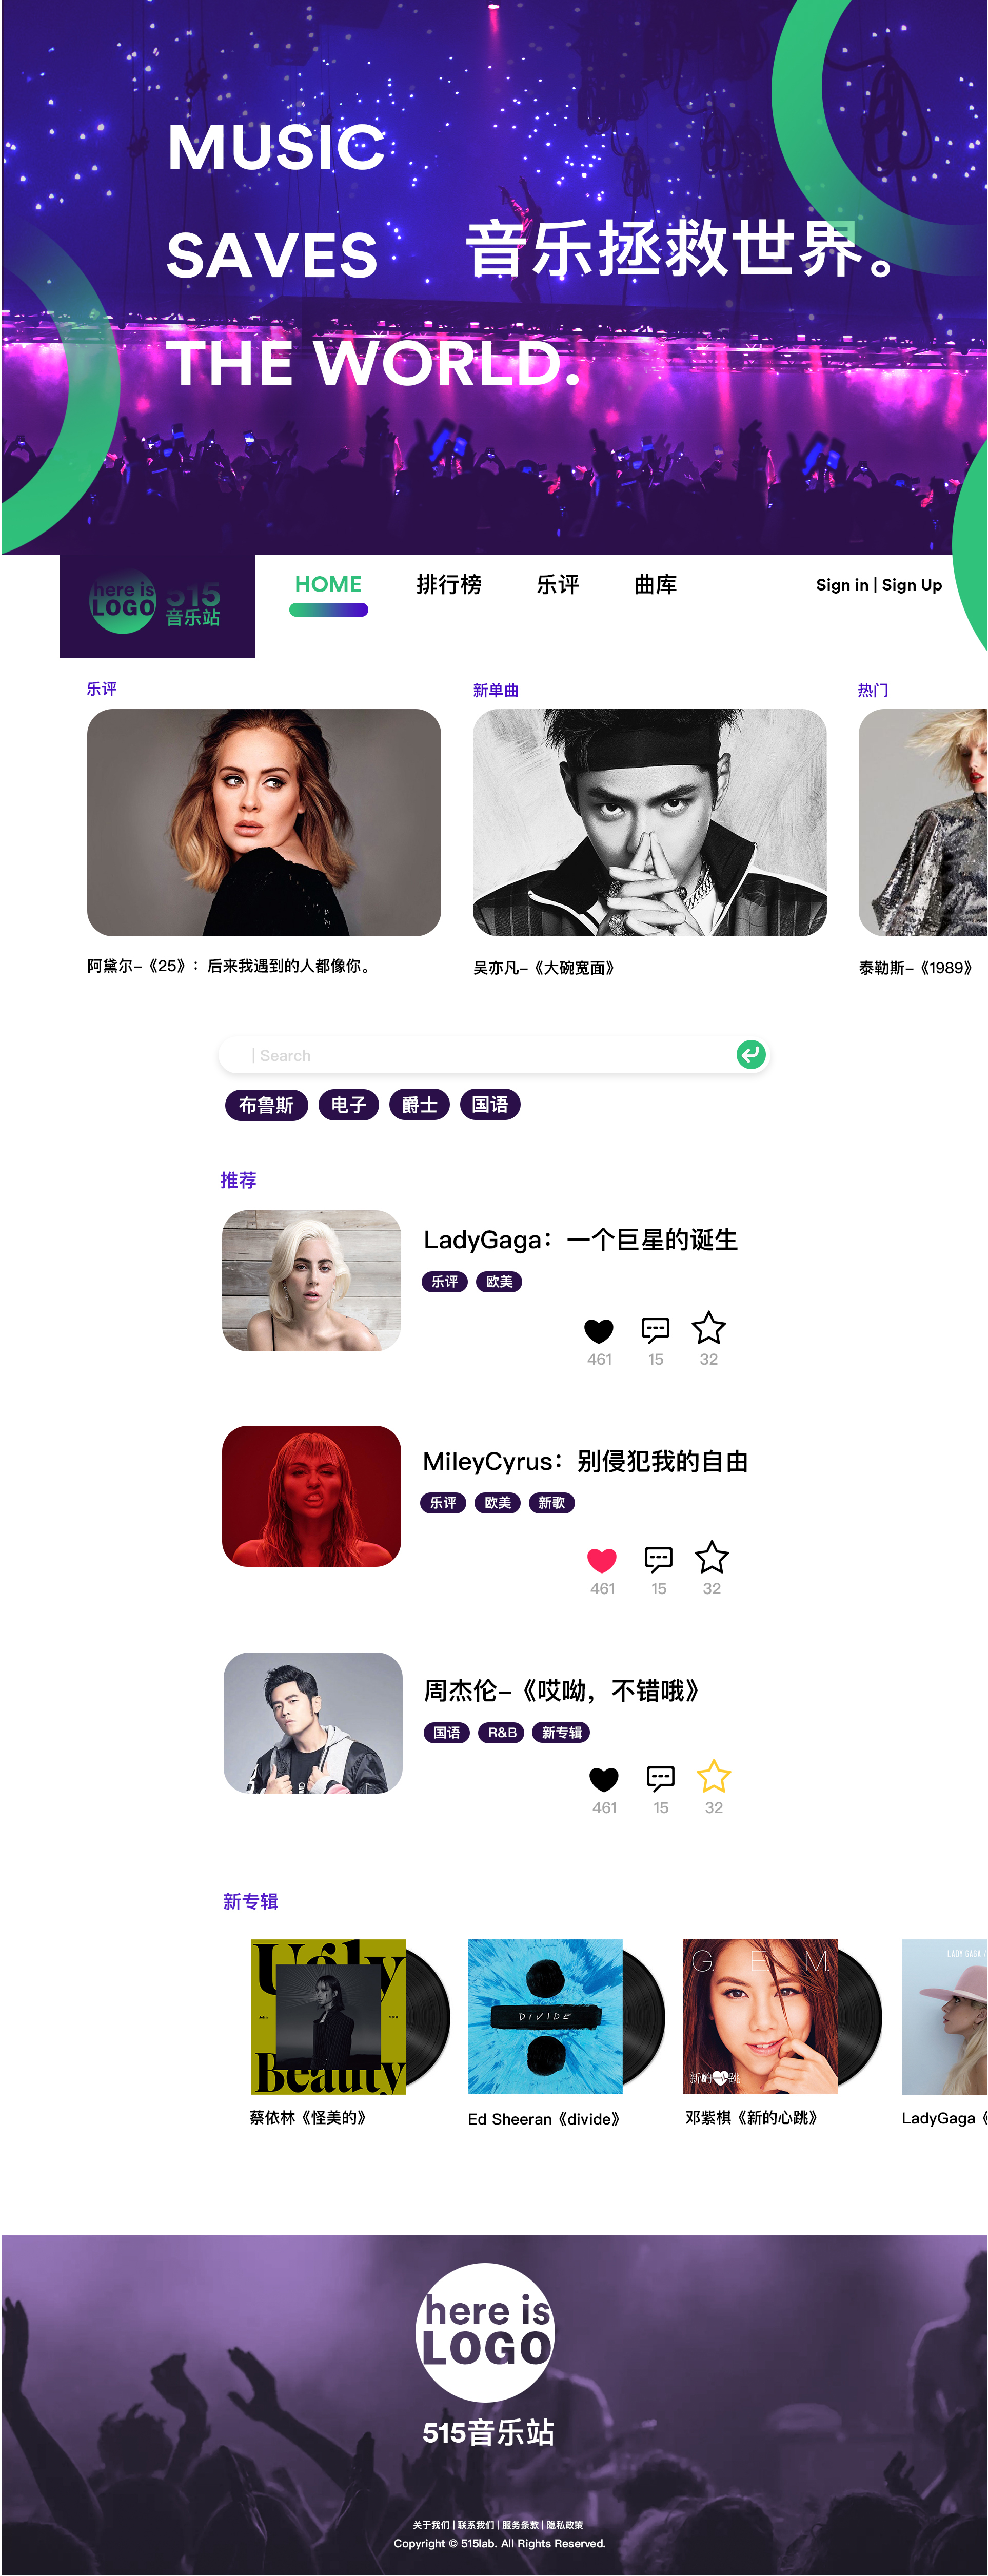 MUSIC
SAVES
音乐拯救世界。
THE WORLD.
here is
LOGO
515
音乐站
HOME
排行榜
乐评
曲库
Sign in | Sign Up
乐评
新单曲
热门
阿黛尔-《25》：后来我遇到的人都像你。
吴亦凡-《大碗宽面》
泰勒斯-《1989》
| Search
布鲁斯
电子
爵士
国语
推荐
LadyGaga：一个巨星的诞生
乐评
欧美
461
15
32
MileyCyrus：别侵犯我的自由
乐评
欧美
新歌
461
15
32
周杰伦-《哎呦，不错哦》
国语
R&B
新专辑
461
15
32
新专辑
Ugly
Beauty
DIVIDE
G. E. M.
新的心跳
LADY GAGA /
蔡依林《怪美的》
Ed Sheeran《divide》
邓紫棋《新的心跳》
LadyGaga《
here is
LOGO
515音乐站
关于我们 | 联系我们 | 服务条款 | 隐私政策
Copyright © 515lab. All Rights Reserved.